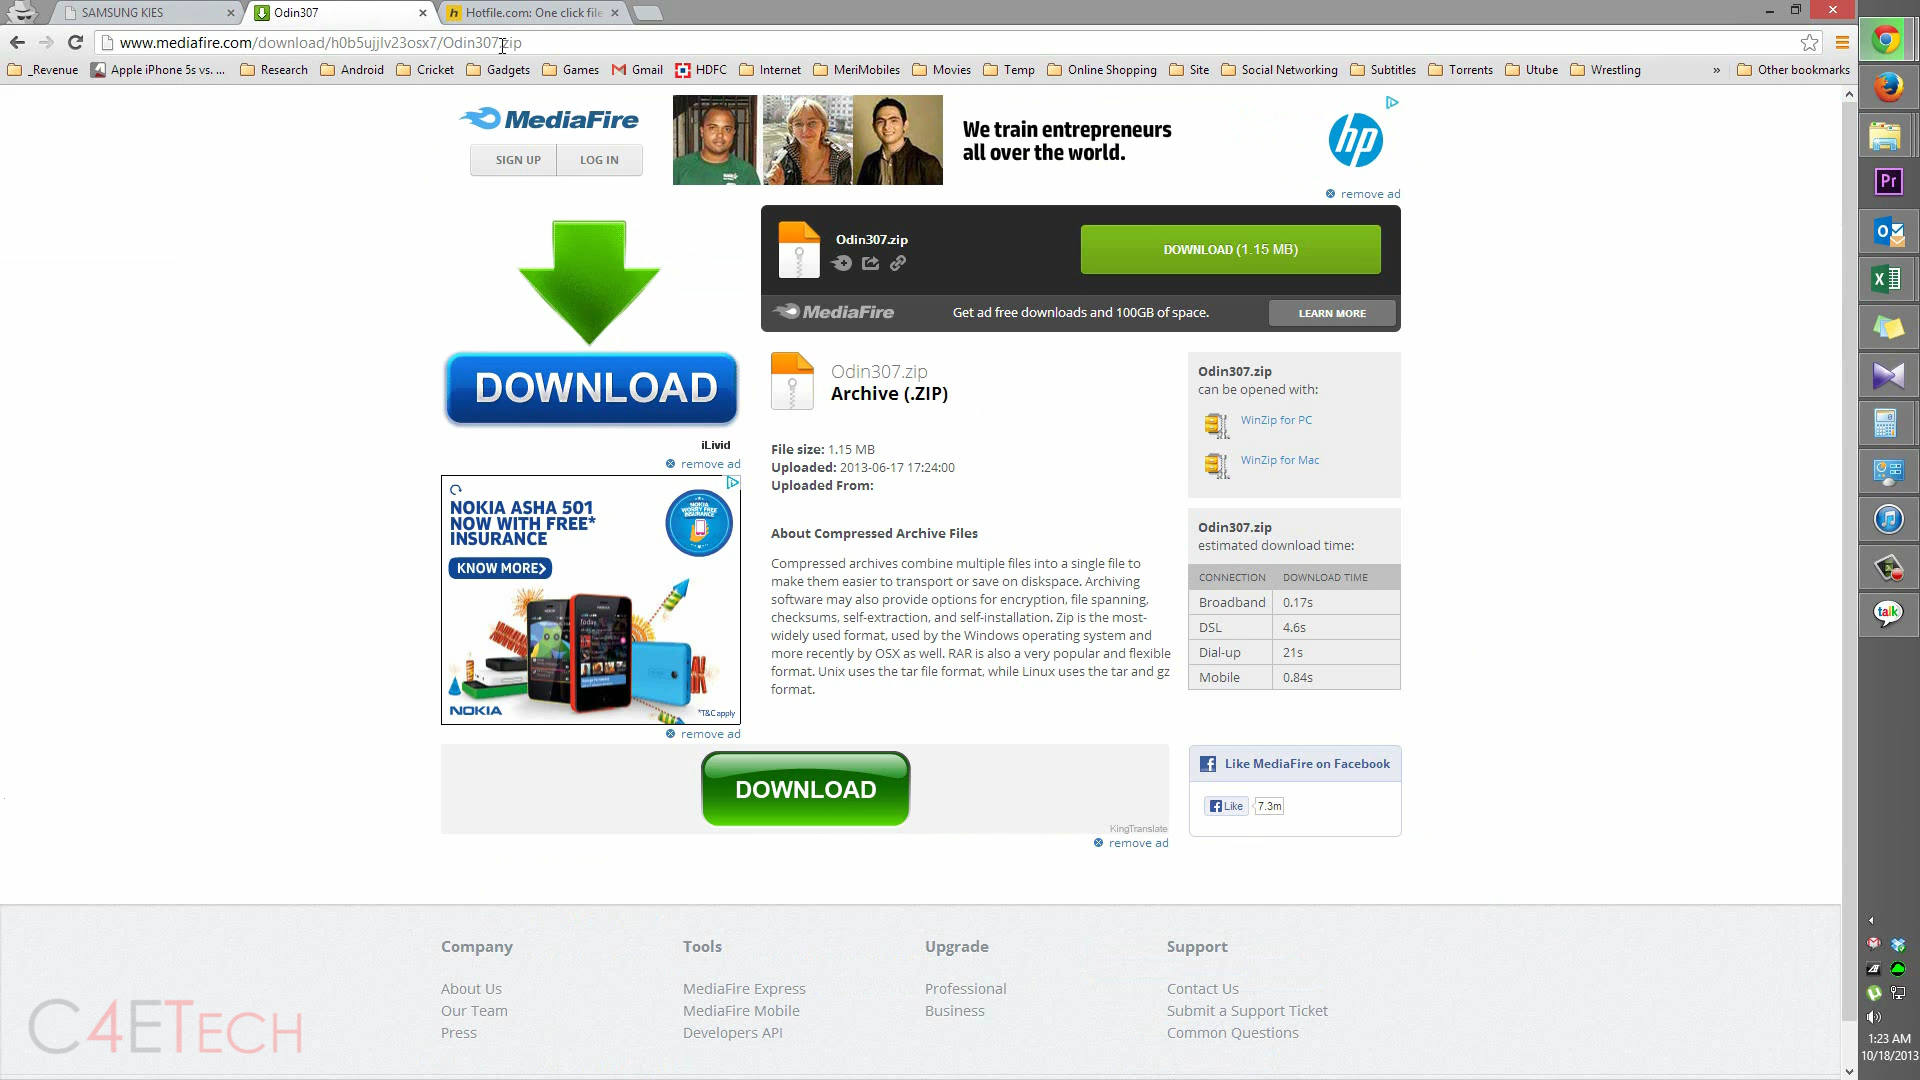 SAMSUNG KIES
Odin307
Hotfile.com: One click file
www.mediafire.com/download/h0b5ujjlv23osx7/Odin307.zip
_Revenue
Apple iPhone 5s vs. ...
Research
Android
Cricket
Gadgets
Games
Gmail
HDFC
Internet
MeriMobiles
Movies
Temp
Online Shopping
Site
Social Networking
Subtitles
Torrents
Utube
Wrestling
»
Other bookmarks
MediaFire
SIGN UP
LOG IN
We train entrepreneurs
all over the world.
hp
remove ad
Odin307.zip
DOWNLOAD (1.15 MB)
MediaFire
Get ad free downloads and 100GB of space.
LEARN MORE
DOWNLOAD
iLivid
remove ad
Odin307.zip
Archive (.ZIP)
File size: 1.15 MB
Uploaded: 2013-06-17 17:24:00
Uploaded From:
About Compressed Archive Files
Compressed archives combine multiple files into a single file to
make them easier to transport or save on diskspace. Archiving
software may also provide options for encryption, file spanning,
checksums, self-extraction, and self-installation. Zip is the most-
widely used format, used by the Windows operating system and
more recently by OSX as well. RAR is also a very popular and flexible
format. Unix uses the tar file format, while Linux uses the tar and gz
format.
Odin307.zip
can be opened with:
WinZip for PC
WinZip for Mac
Odin307.zip
estimated download time:
CONNECTION DOWNLOAD TIME
Broadband 0.17s
DSL 4.6s
Dial-up 21s
Mobile 0.84s
NOKIA ASHA 501
NOW WITH FREE*
INSURANCE
KNOW MORE>
NOKIA
WORRY FREE
INSURANCE
NOKIA
*T&C apply
remove ad
DOWNLOAD
KingTranslate
remove ad
Like MediaFire on Facebook
Like
7.3m
Company
About Us
Our Team
Press
Tools
MediaFire Express
MediaFire Mobile
Developers API
Upgrade
Professional
Business
Support
Contact Us
Submit a Support Ticket
Common Questions
C4ETECH
Pr
talk
1:23 AM
10/18/2013